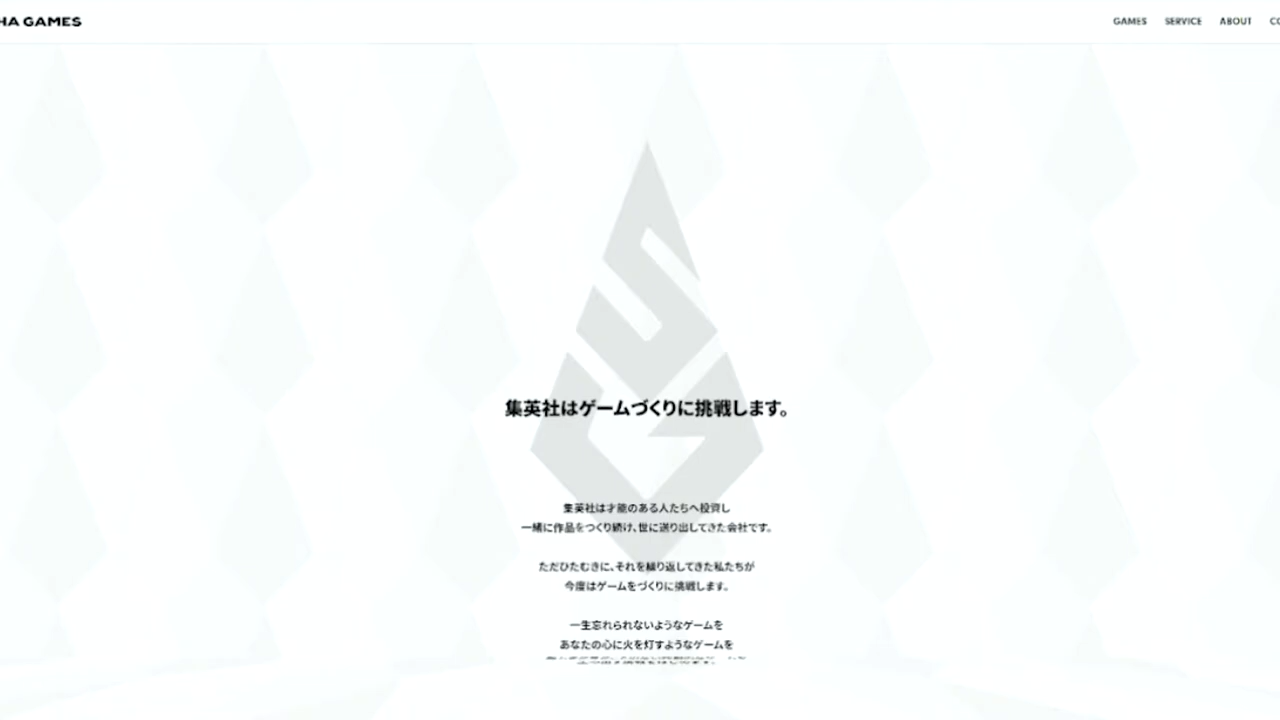 HA GAMES
GAMES SERVICE ABOUT CO
集英社はゲームづくりに挑戦します。
集英社は才能のある人たちへ投資し
一緒に作品をつくり続け、世に送り出してきた会社です。
ただひたむきに、それを繰り返してきた私たちが
今度はゲームをづくりに挑戦します。
一生忘れられないようなゲームを
あなたの心に火を灯すようなゲームを